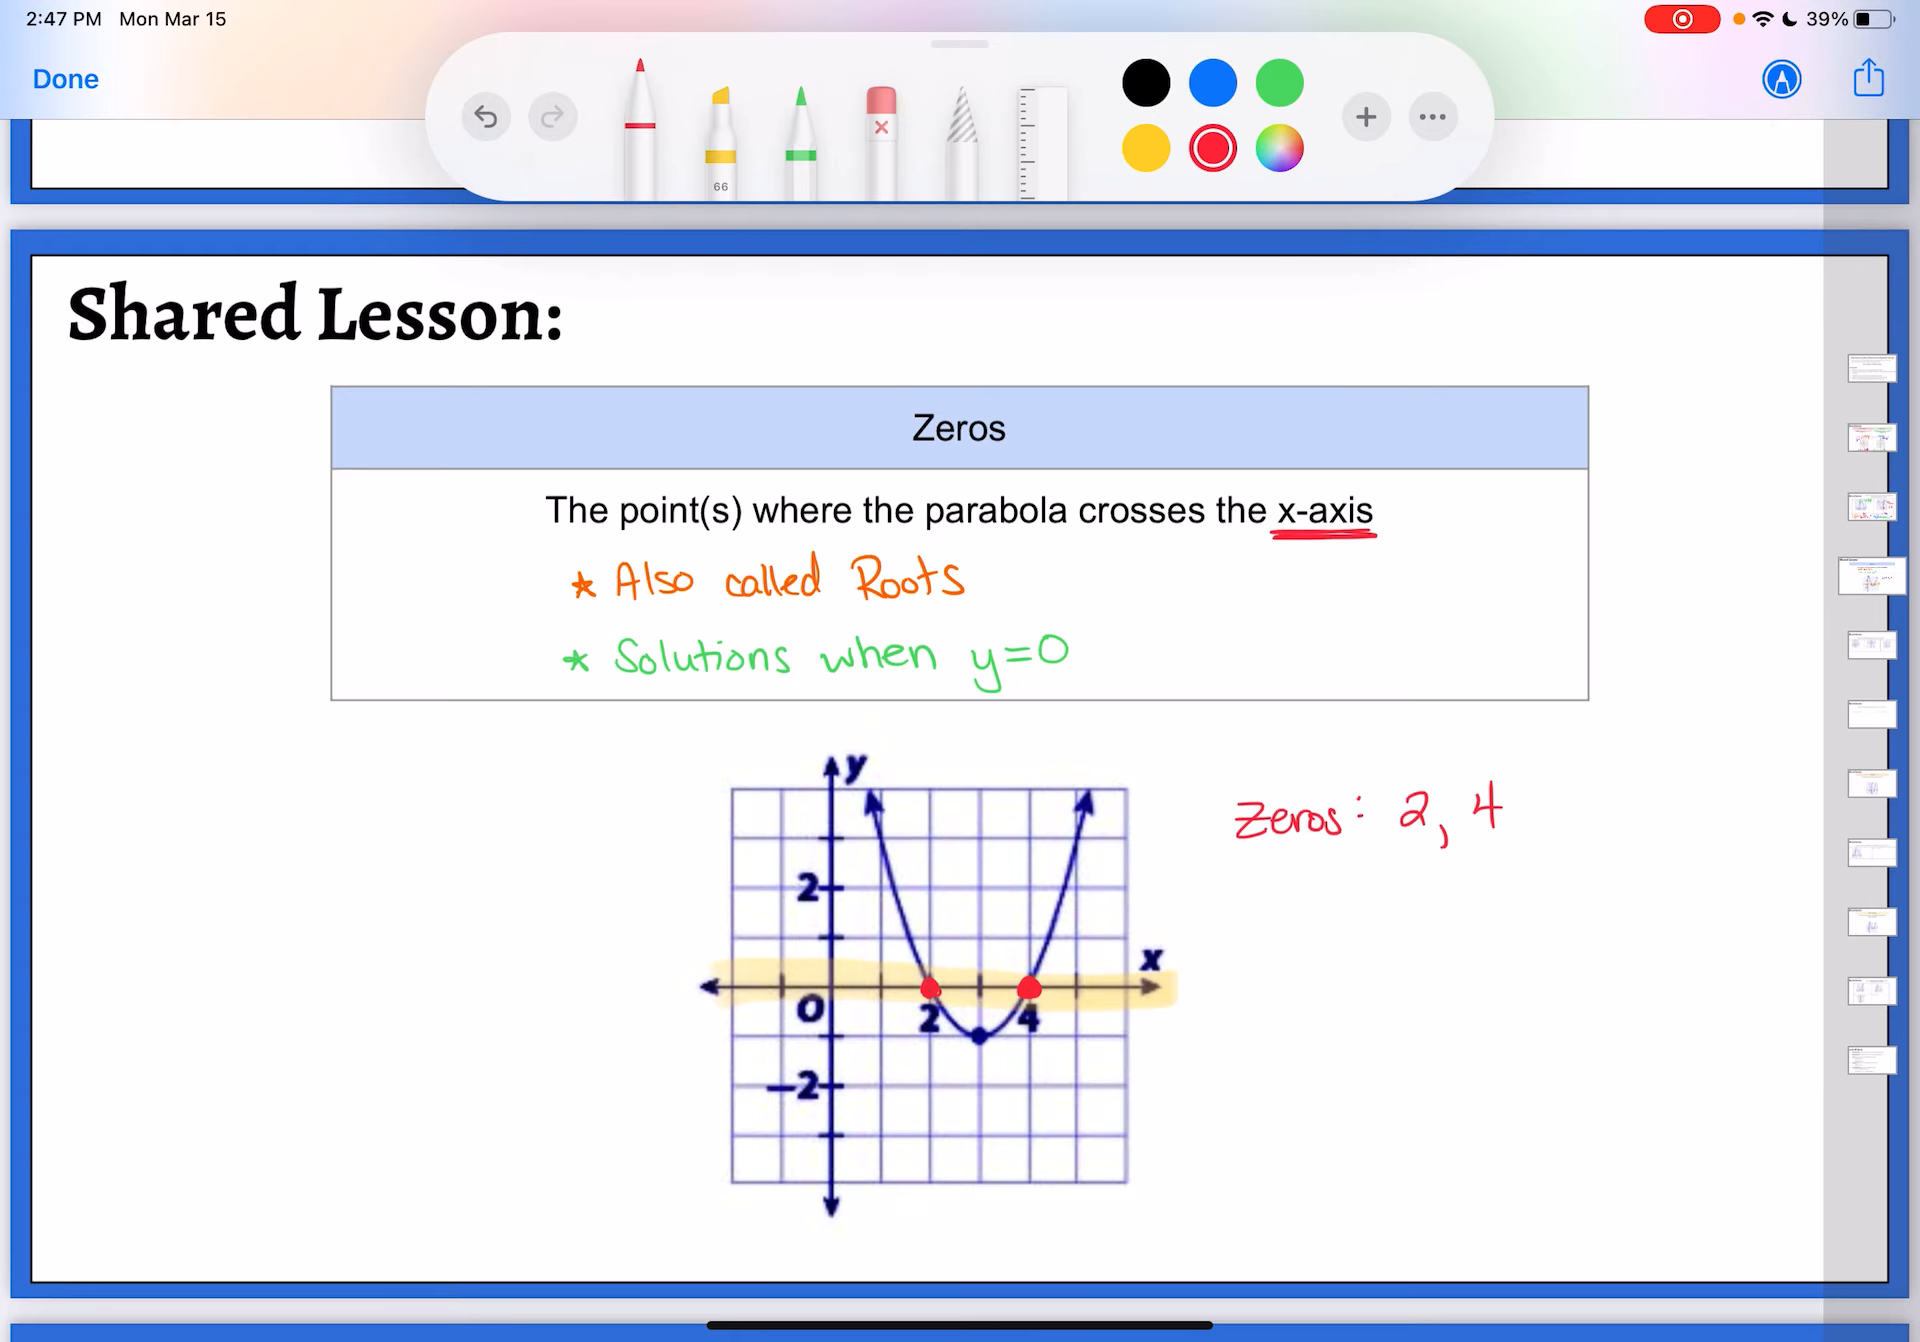 2:47 PM Mon Mar 15
39%
Done
66
Shared Lesson:
Zeros
The point(s) where the parabola crosses the x-axis
* Also called Roots
* Solutions when y=0
y
Zeros: 2, 4
2
x
0
2
4
-2